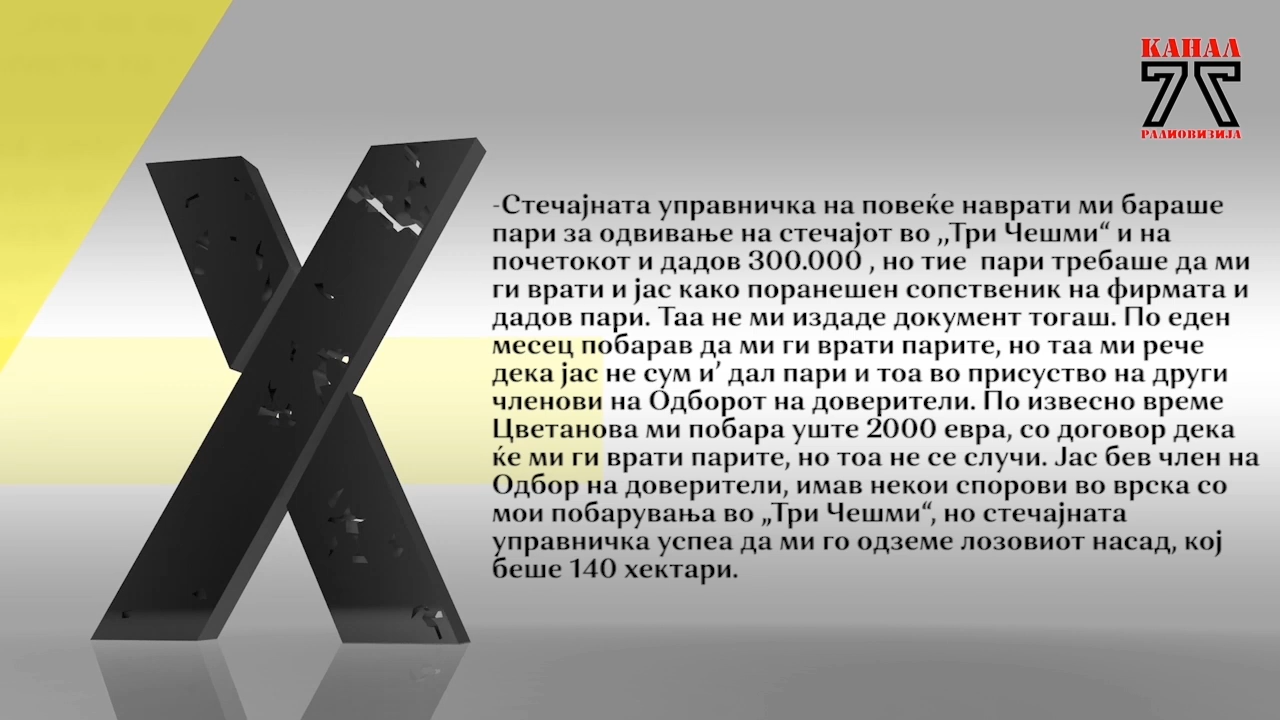 КАНАЛ
77
РАДИОВИЗИЈА
-Стечајната управничка на повеќе наврати ми бараше
пари за одвивање на стечајот во ,,Три Чешми“ и на
почетокот и дадов 300.000 , но тие  пари требаше да ми
ги врати и јас како поранешен сопственик на фирмата и
дадов пари. Таа не ми издаде документ тогаш. По еден
месец побарав да ми ги врати парите, но таа ми рече
дека јас не сум и’ дал пари и тоа во присуство на други
членови на Одборот на доверители. По извесно време
Цветанова ми побара уште 2000 евра, со договор дека
ќе ми ги врати парите, но тоа не се случи. Јас бев член на
Одбор на доверители, имав некои спорови во врска со
мои побарувања во „Три Чешми“, но стечајната
управничка успеа да ми го одземе лозовиот насад, кој
беше 140 хектари.